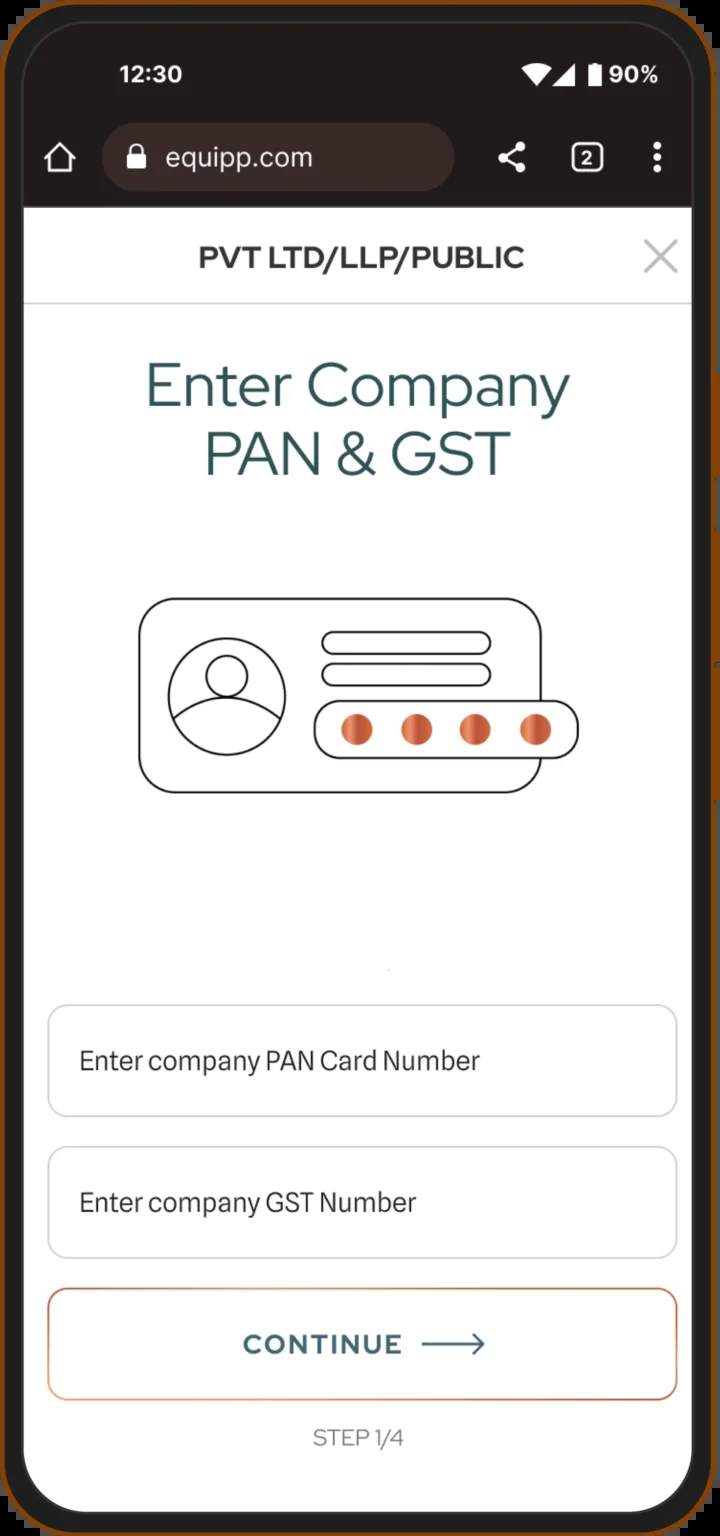 12:30
90%
equipp.com
2
PVT LTD/LLP/PUBLIC
Enter Company
PAN & GST
Enter company PAN Card Number
Enter company GST Number
CONTINUE
STEP 1/4